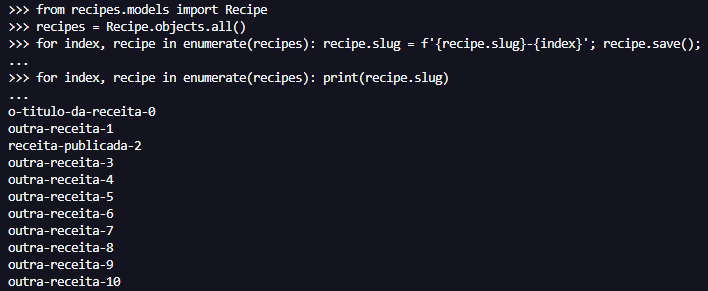 >>> from recipes.models import Recipe
>>> recipes = Recipe.objects.all()
>>> for index, recipe in enumerate(recipes): recipe.slug = f'{recipe.slug}-{index}'; recipe.save();
...
>>> for index, recipe in enumerate(recipes): print(recipe.slug)
...
o-titulo-da-receita-0
outra-receita-1
receita-publicada-2
outra-receita-3
outra-receita-4
outra-receita-5
outra-receita-6
outra-receita-7
outra-receita-8
outra-receita-9
outra-receita-10